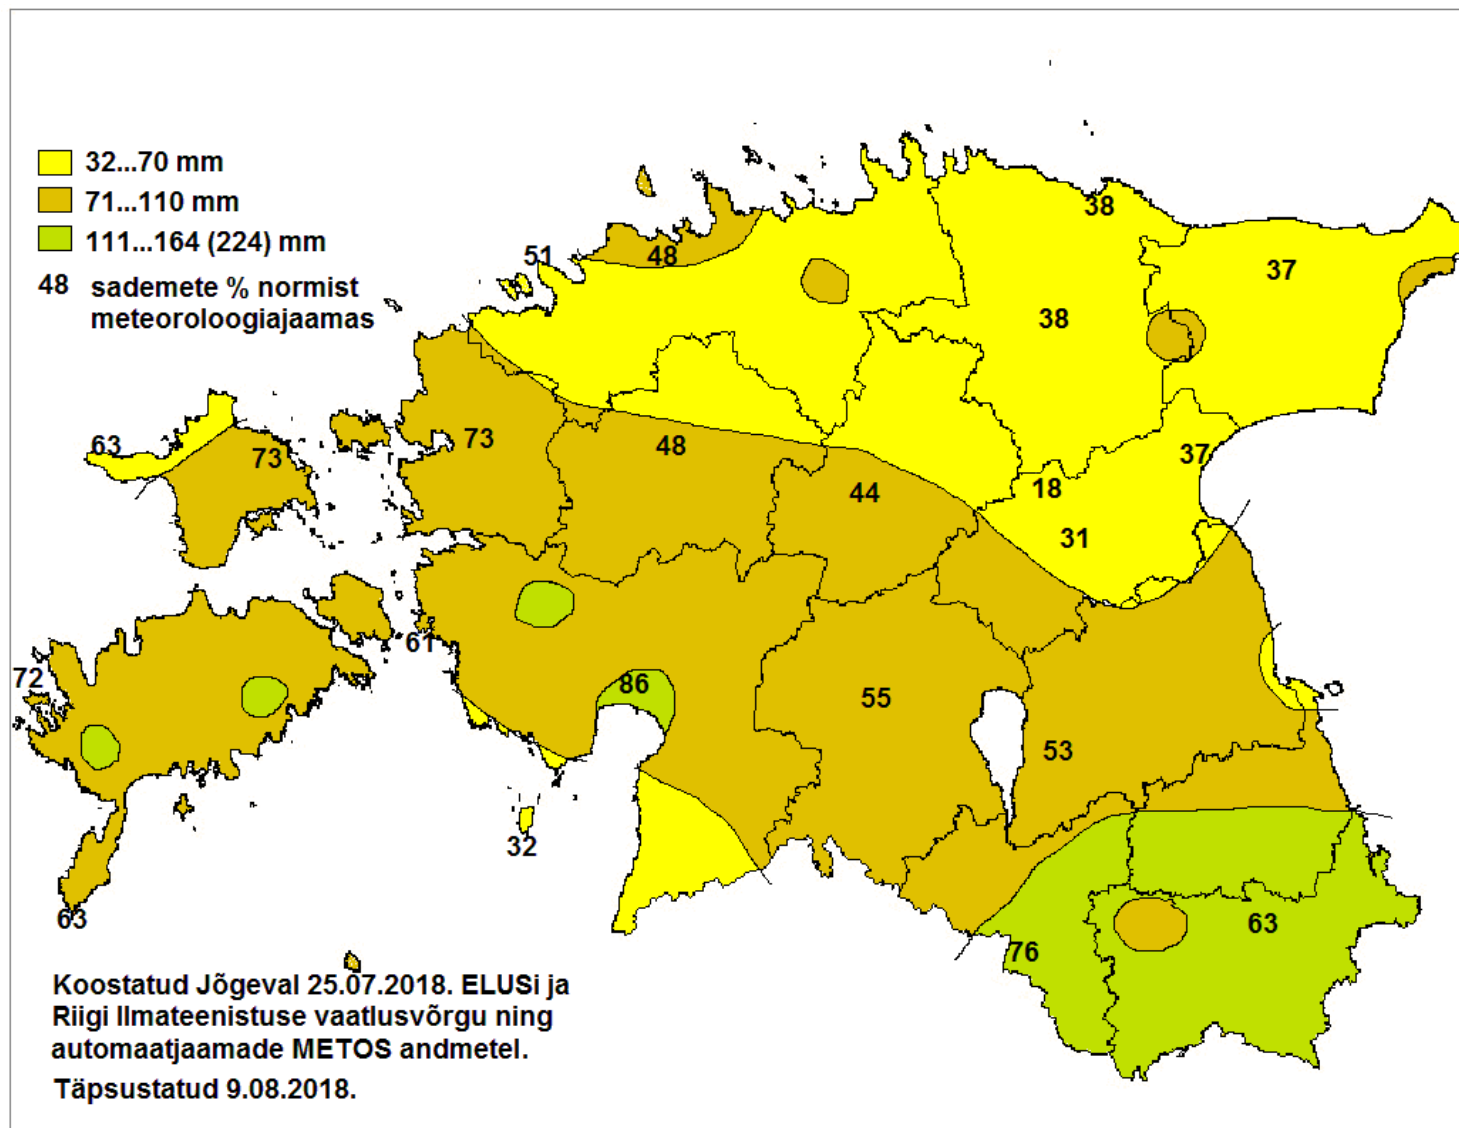 32...70 mm
71...110 mm
111...164 (224) mm
48 sademete % normist
meteoroloogiajaamas
38
51
48
37
38
63
73
73
48
37
44
18
31
61
72
86
55
53
32
63
63
76
Koostatud Jõgeval 25.07.2018. ELUSi ja
Riigi Ilmateenistuse vaatlusvõrgu ning
automaatjaamade METOS andmetel.
Täpsustatud 9.08.2018.